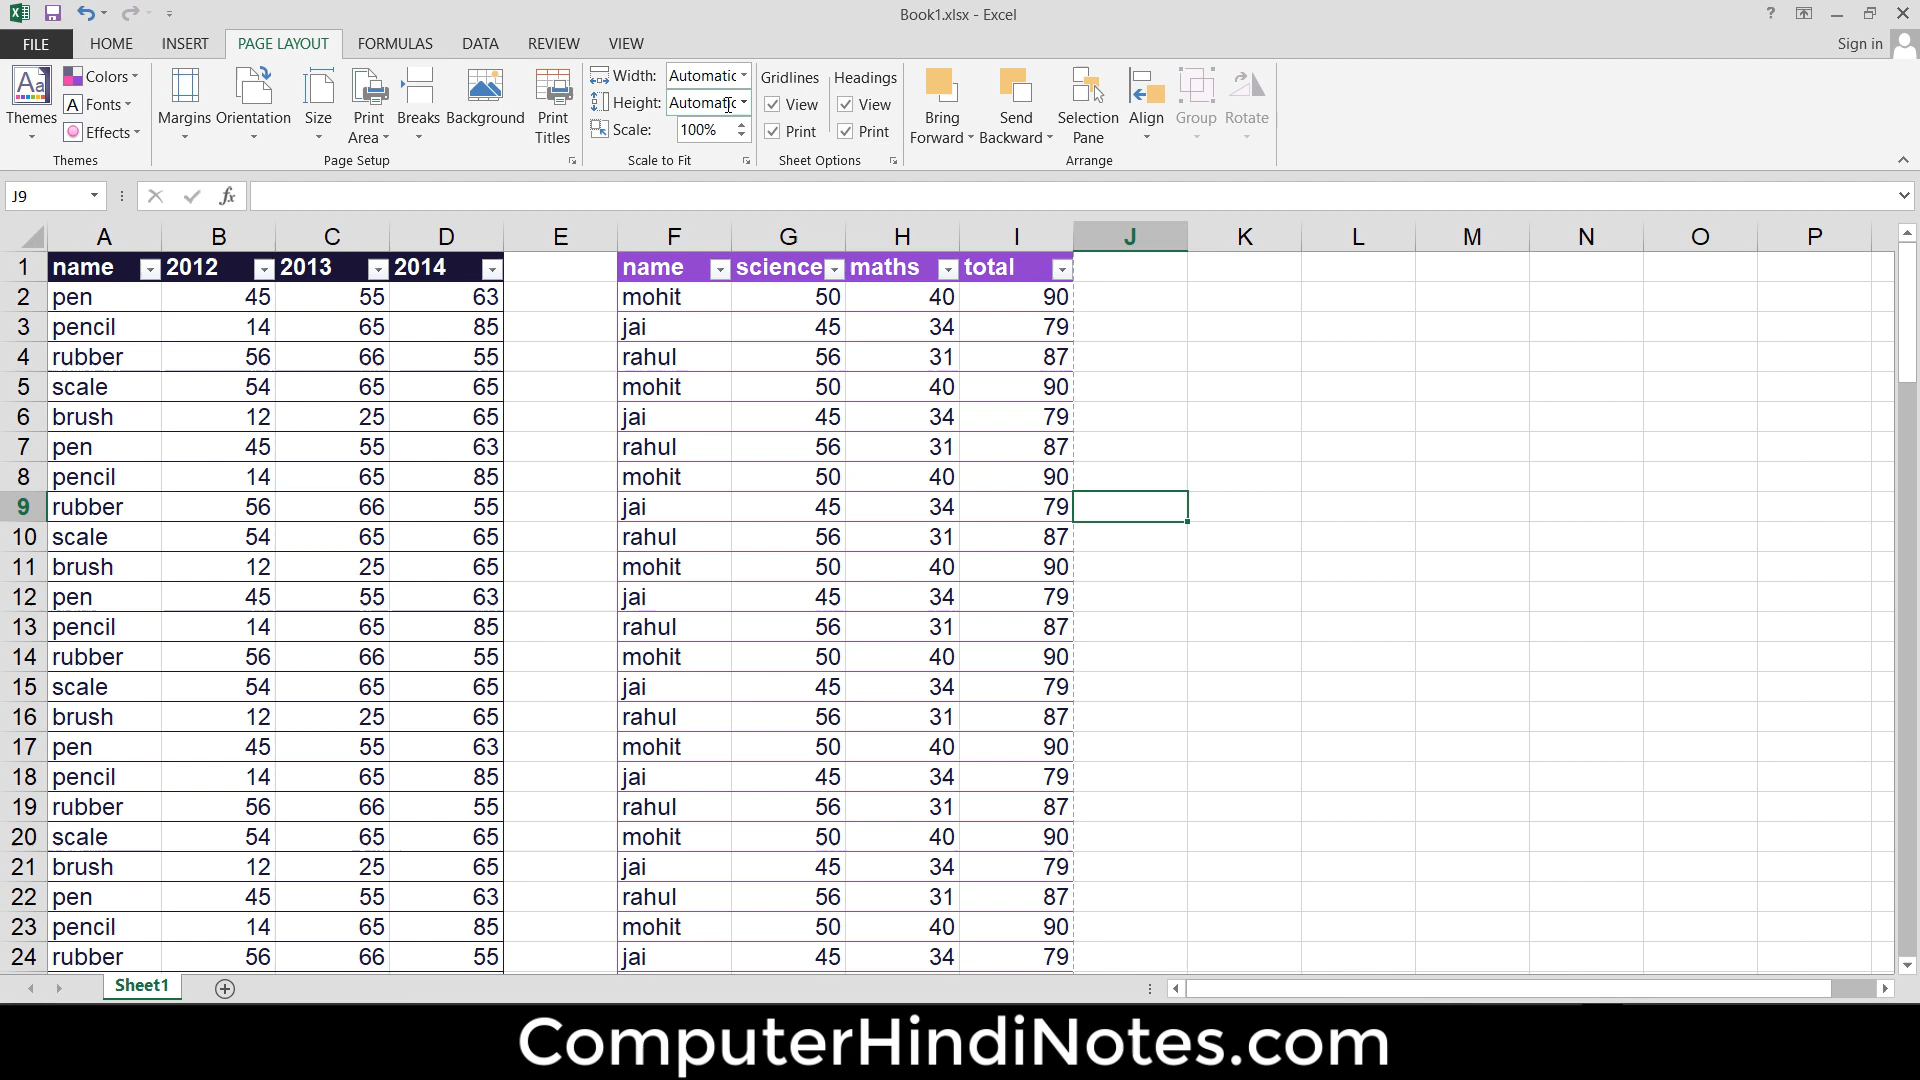 Book1.xlsx - Excel
?
FILE HOME INSERT PAGE LAYOUT FORMULAS DATA REVIEW VIEW Sign in
Themes
Colors
Fonts
Effects
Themes
Margins Orientation Size Print Area Breaks Background Print Titles
Page Setup
Width: Automatic
Height: Automatic
Scale: 100%
Scale to Fit
Gridlines Headings
View View
Print Print
Sheet Options
Bring Forward Send Backward Selection Pane Align Group Rotate
Arrange
J9 fx
A B C D E F G H I J K L M N O P
1 name 2012 2013 2014 name science maths total
2 pen 45 55 63 mohit 50 40 90
3 pencil 14 65 85 jai 45 34 79
4 rubber 56 66 55 rahul 56 31 87
5 scale 54 65 65 mohit 50 40 90
6 brush 12 25 65 jai 45 34 79
7 pen 45 55 63 rahul 56 31 87
8 pencil 14 65 85 mohit 50 40 90
9 rubber 56 66 55 jai 45 34 79
10 scale 54 65 65 rahul 56 31 87
11 brush 12 25 65 mohit 50 40 90
12 pen 45 55 63 jai 45 34 79
13 pencil 14 65 85 rahul 56 31 87
14 rubber 56 66 55 mohit 50 40 90
15 scale 54 65 65 jai 45 34 79
16 brush 12 25 65 rahul 56 31 87
17 pen 45 55 63 mohit 50 40 90
18 pencil 14 65 85 jai 45 34 79
19 rubber 56 66 55 rahul 56 31 87
20 scale 54 65 65 mohit 50 40 90
21 brush 12 25 65 jai 45 34 79
22 pen 45 55 63 rahul 56 31 87
23 pencil 14 65 85 mohit 50 40 90
24 rubber 56 66 55 jai 45 34 79
Sheet1
ComputerHindiNotes.com